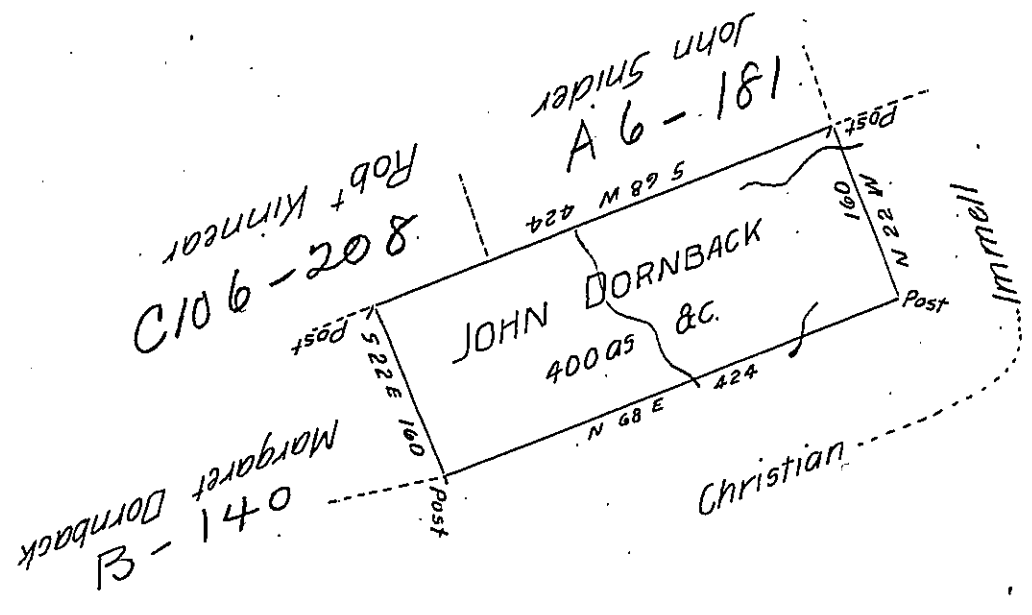 John Snider
A 6 - 181
Rob.t Kinnear
C106 - 208
Post
S 68 W 424
160
N 22 W
Immell
JOHN DORNBACK
&C.
400 as
Post
Post
S 22 E 160
424
N 68 E
Margaret Dornback
B - 140
Post
Christian